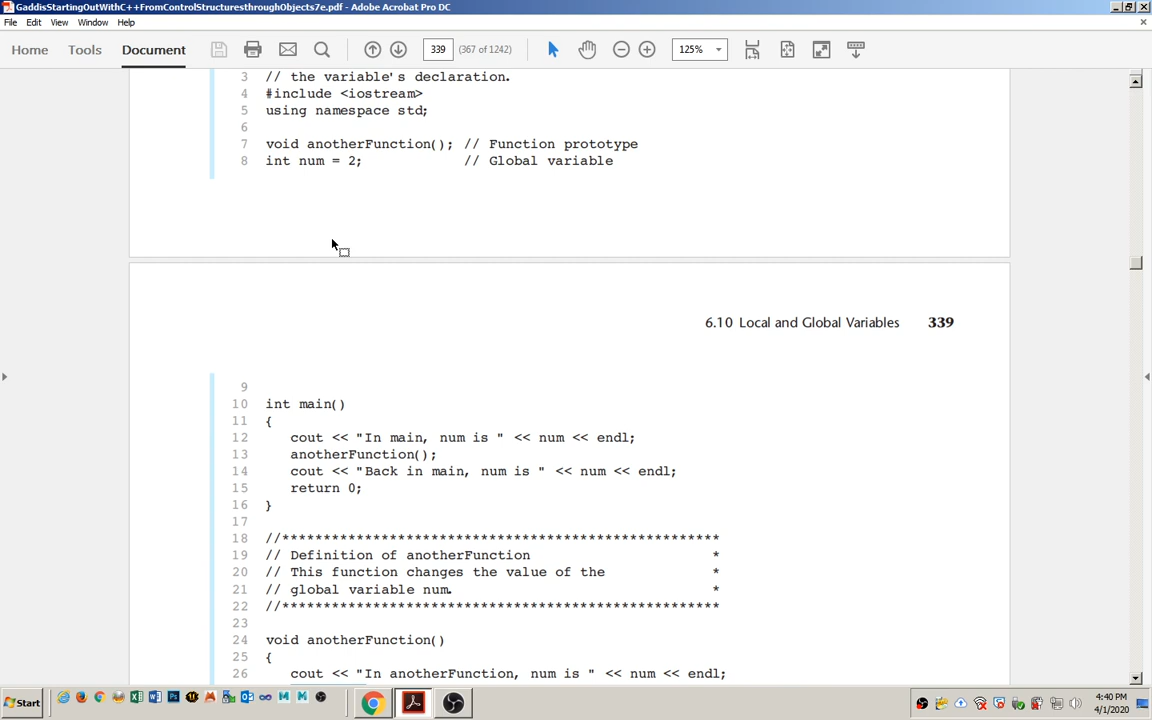 GaddisStartingOutWithC++FromControlStructuresthroughObjects7e.pdf - Adobe Acrobat Pro DC
File Edit View Window Help
Home Tools Document 339 (367 of 1242) 125%
3 // the variable's declaration.
4 #include <iostream>
5 using namespace std;
6
7 void anotherFunction(); // Function prototype
8 int num = 2; // Global variable
6.10 Local and Global Variables 339
9
10 int main()
11 {
12 cout << "In main, num is " << num << endl;
13 anotherFunction();
14 cout << "Back in main, num is " << num << endl;
15 return 0;
16 }
17
18 //*****************************************************
19 // Definition of anotherFunction *
20 // This function changes the value of the *
21 // global variable num. *
22 //*****************************************************
23
24 void anotherFunction()
25 {
26 cout << "In anotherFunction, num is " << num << endl;
Start
4:40 PM
4/1/2020